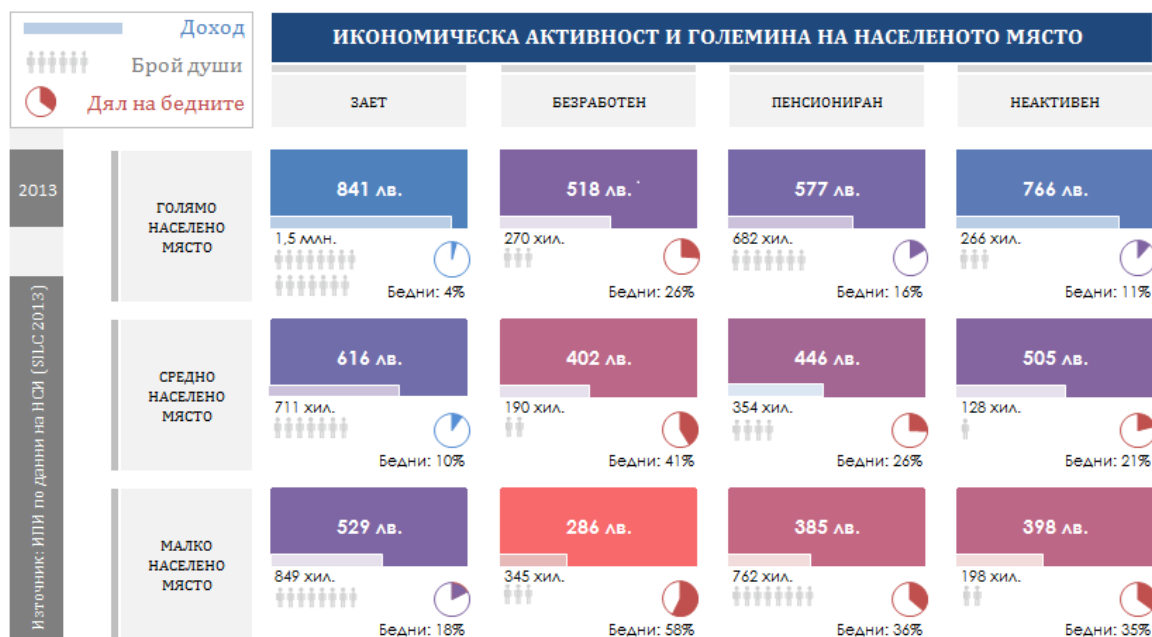 Доход
Брой души
Дял на бедните
ИКОНОМИЧЕСКА АКТИВНОСТ И ГОЛЕМИНА НА НАСЕЛЕНОТО МЯСТО
ЗАЕТ
БЕЗРАБОТЕН
ПЕНСИОНИРАН
НЕАКТИВЕН
2013
Източник: ИПИ по данни на НСИ (SILC 2013)
ГОЛЯМО
НАСЕЛЕНО
МЯСТО
841 лв.
1,5 млн.
Бедни: 4%
518 лв.
270 хил.
Бедни: 26%
577 лв.
682 хил.
Бедни: 16%
766 лв.
266 хил.
Бедни: 11%
СРЕДНО
НАСЕЛЕНО
МЯСТО
616 лв.
711 хил.
Бедни: 10%
402 лв.
190 хил.
Бедни: 41%
446 лв.
354 хил.
Бедни: 26%
505 лв.
128 хил.
Бедни: 21%
МАЛКО
НАСЕЛЕНО
МЯСТО
529 лв.
849 хил.
Бедни: 18%
286 лв.
345 хил.
Бедни: 58%
385 лв.
762 хил.
Бедни: 36%
398 лв.
198 хил.
Бедни: 35%